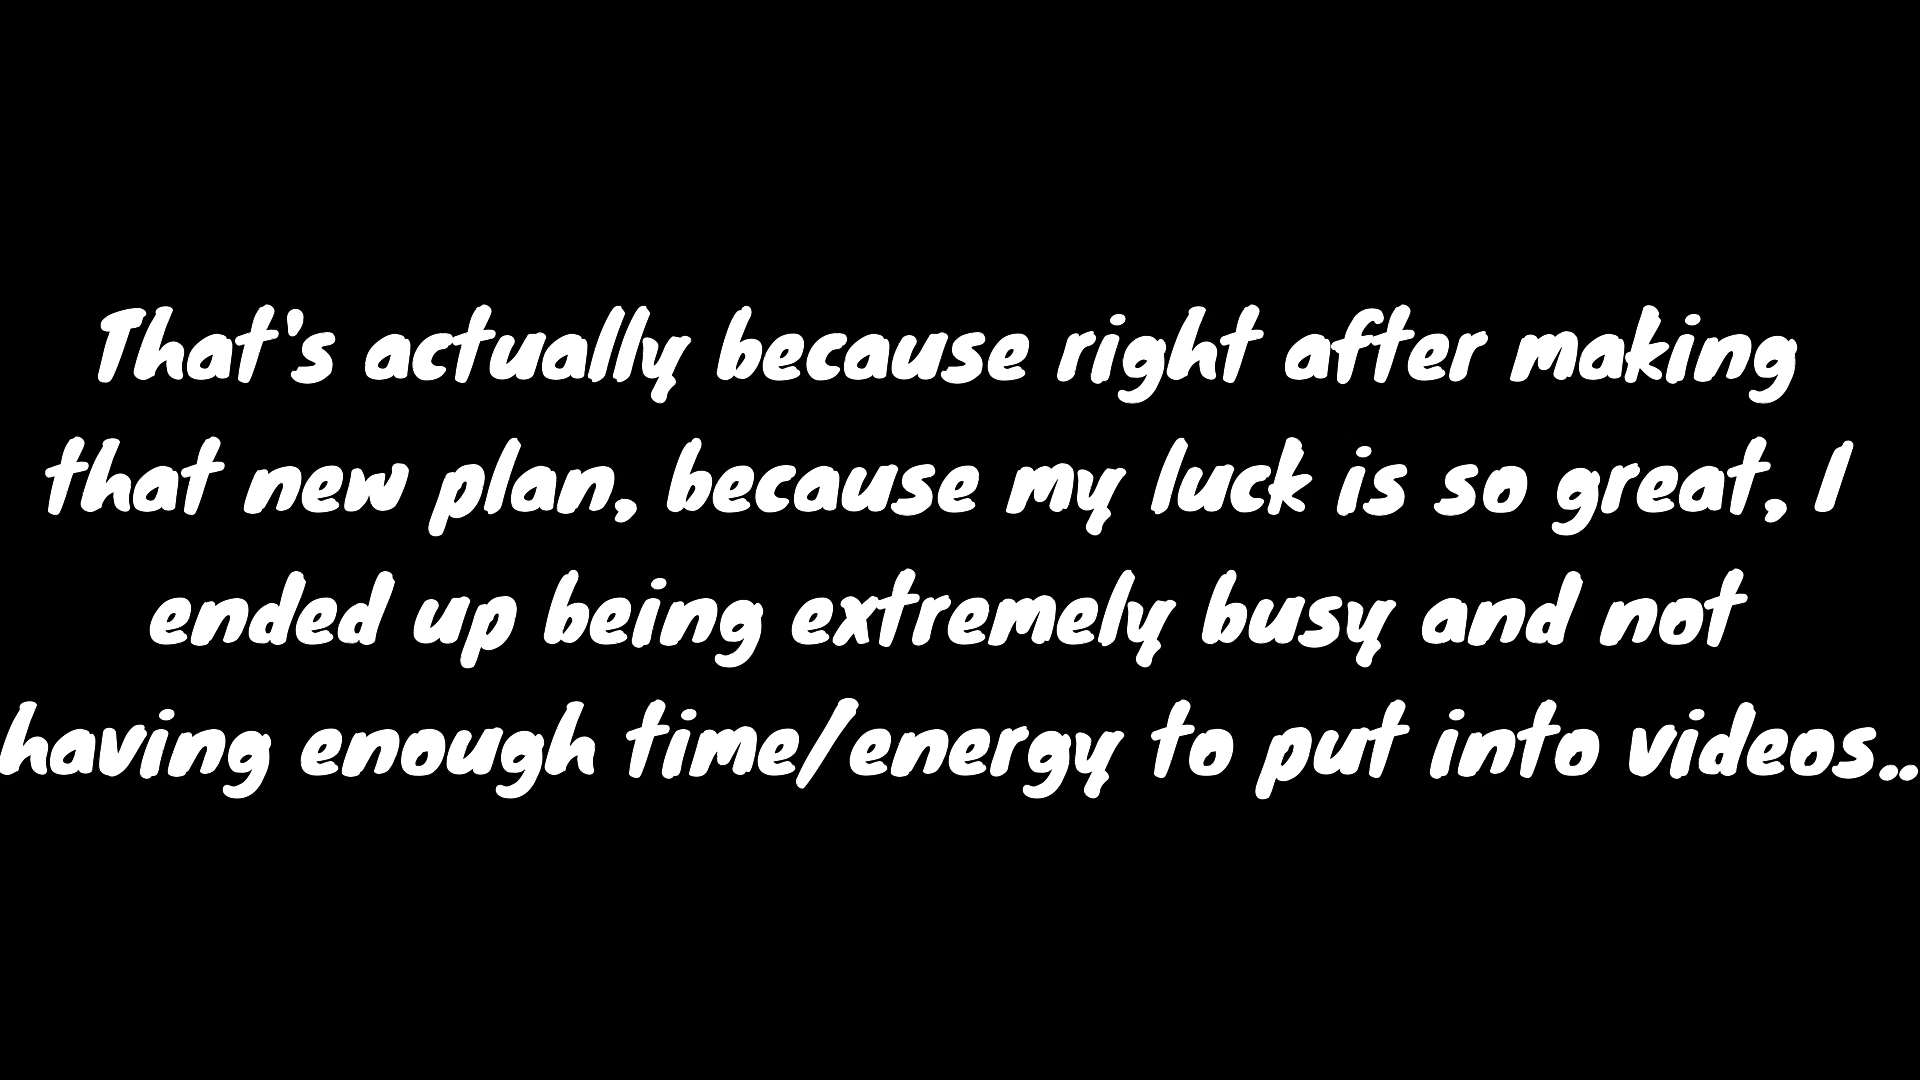 That's actually because right after making
that new plan, because my luck is so great, I
ended up being extremely busy and not
having enough time/energy to put into videos..